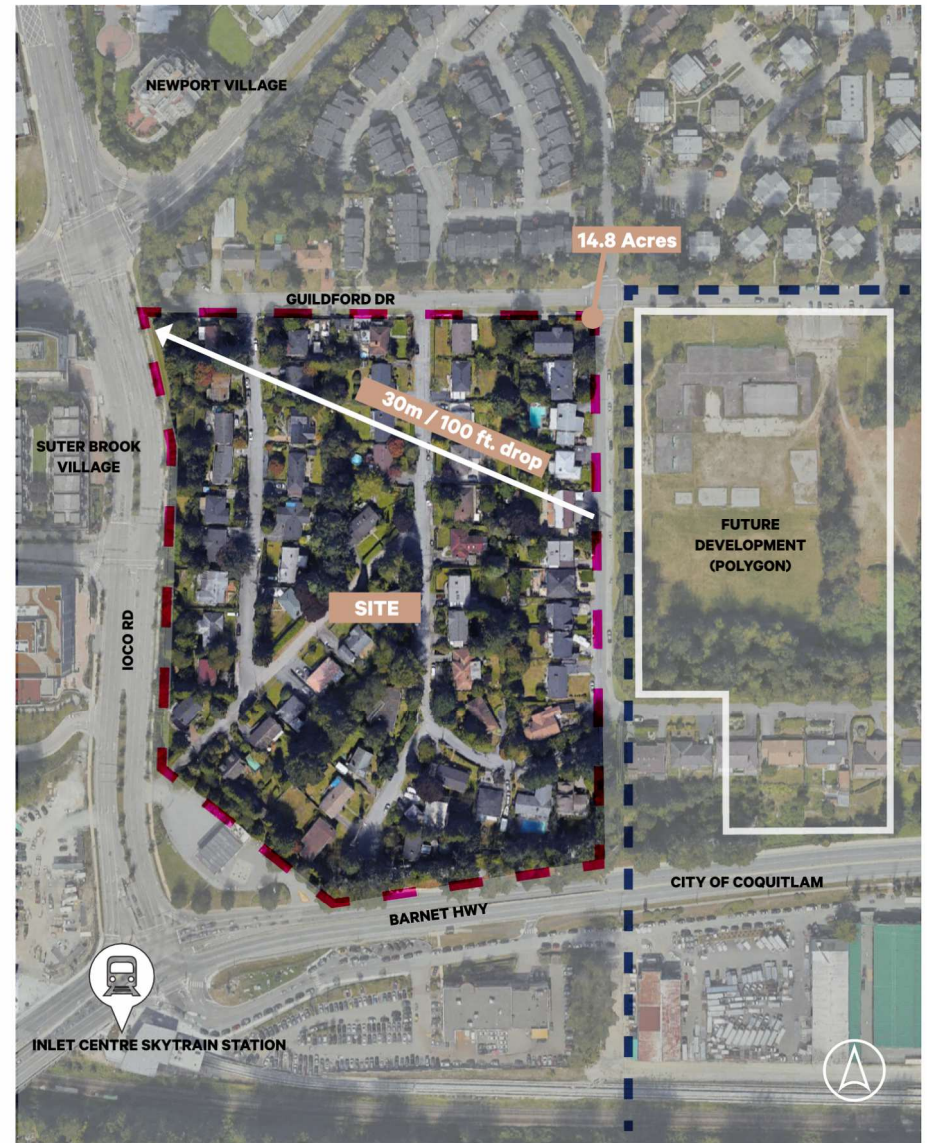 NEWPORT VILLAGE
14.8 Acres
GUILDFORD DR
30m / 100 ft. drop
SUTER BROOK
VILLAGE
FUTURE
DEVELOPMENT
(POLYGON)
SITE
IOCO RD
CITY OF COQUITLAM
BARNET HWY
INLET CENTRE SKYTRAIN STATION